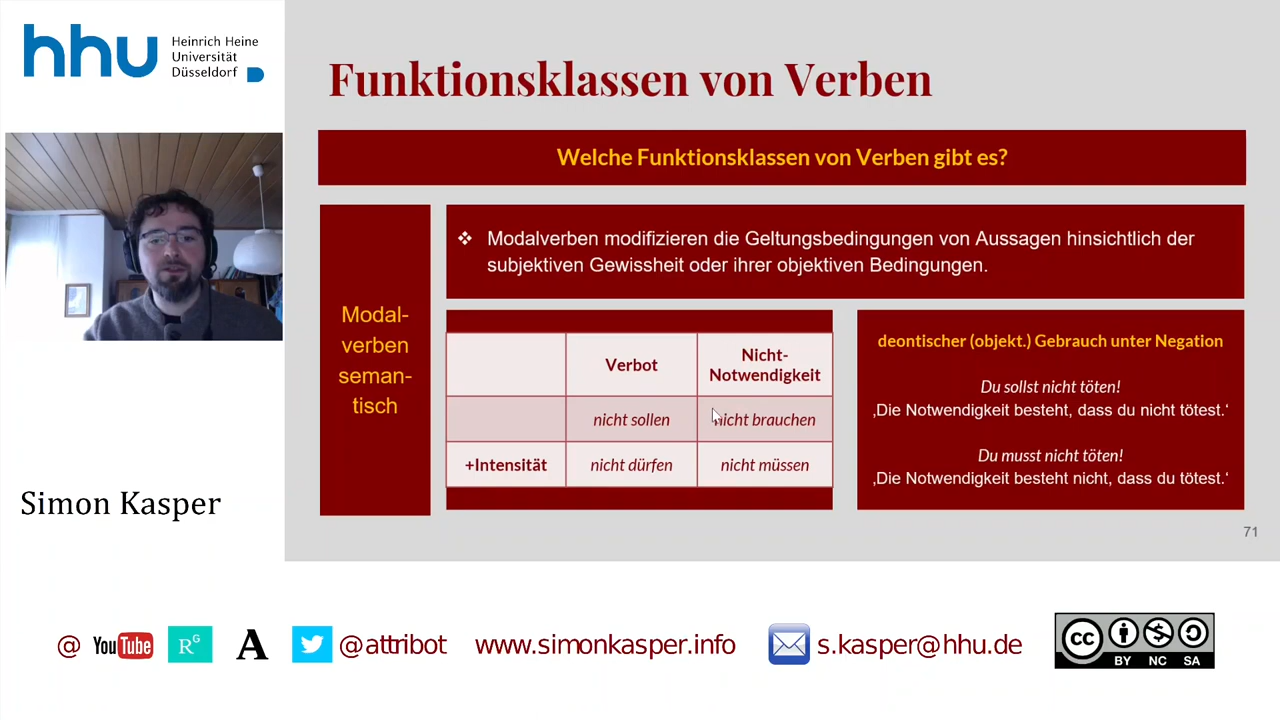 hhu Heinrich Heine
Universität
Düsseldorf
Funktionsklassen von Verben
Welche Funktionsklassen von Verben gibt es?
Modal-
verben
seman-
tisch
❖ Modalverben modifizieren die Geltungsbedingungen von Aussagen hinsichtlich der
subjektiven Gewissheit oder ihrer objektiven Bedingungen.
Verbot Nicht-
Notwendigkeit
nicht sollen nicht brauchen
+Intensität nicht dürfen nicht müssen
deontischer (objekt.) Gebrauch unter Negation
Du sollst nicht töten!
‚Die Notwendigkeit besteht, dass du nicht tötest.‘
Du musst nicht töten!
‚Die Notwendigkeit besteht nicht, dass du tötest.‘
71
Simon Kasper
@ YouTube RG A @attribot www.simonkasper.info s.kasper@hhu.de
cc BY NC SA